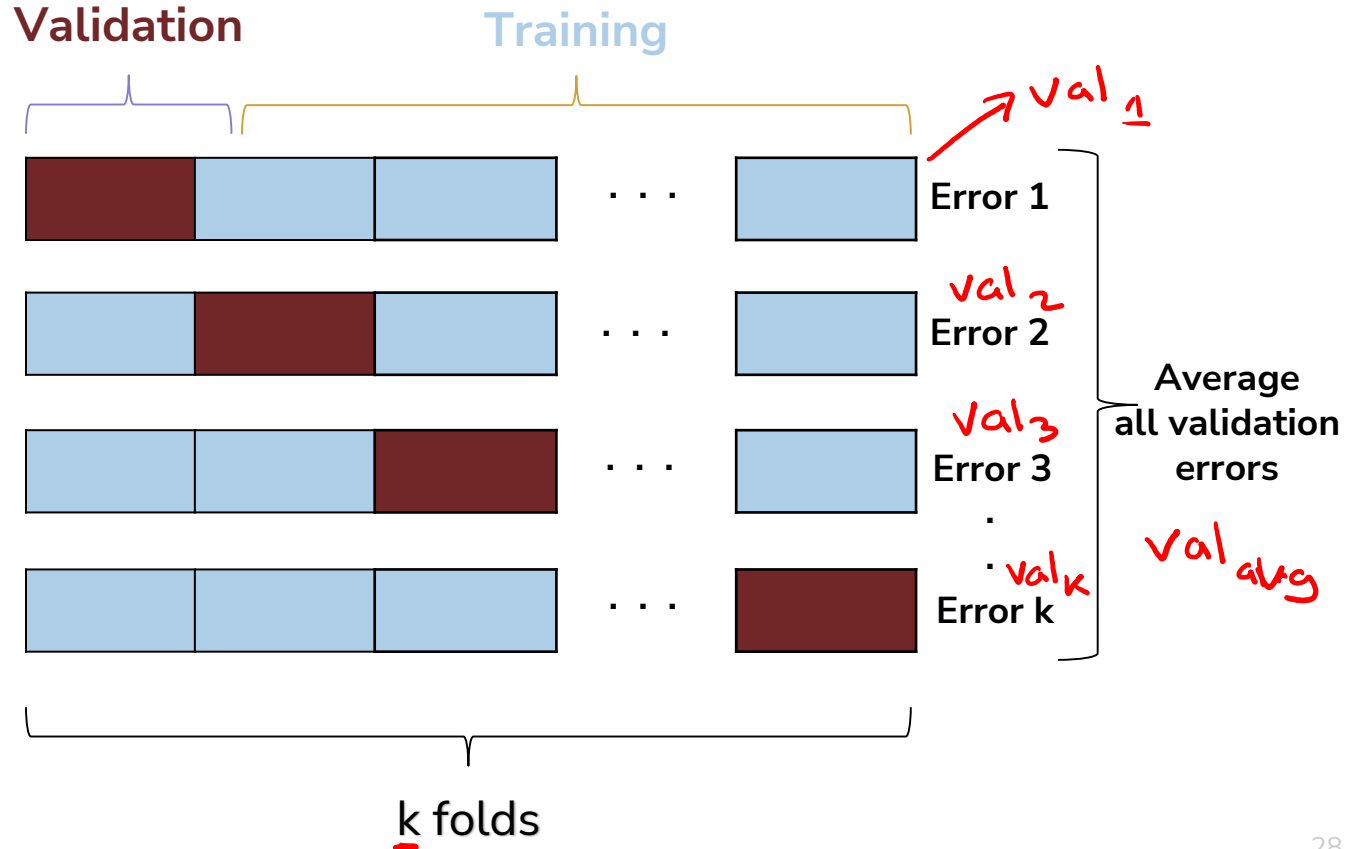 Validation
Training
val 1
. . .
Error 1
val 2
. . .
Error 2
Average
all validation
errors
val 3
. . .
Error 3
.
.
val k
val avg
. . .
Error k
k folds
28